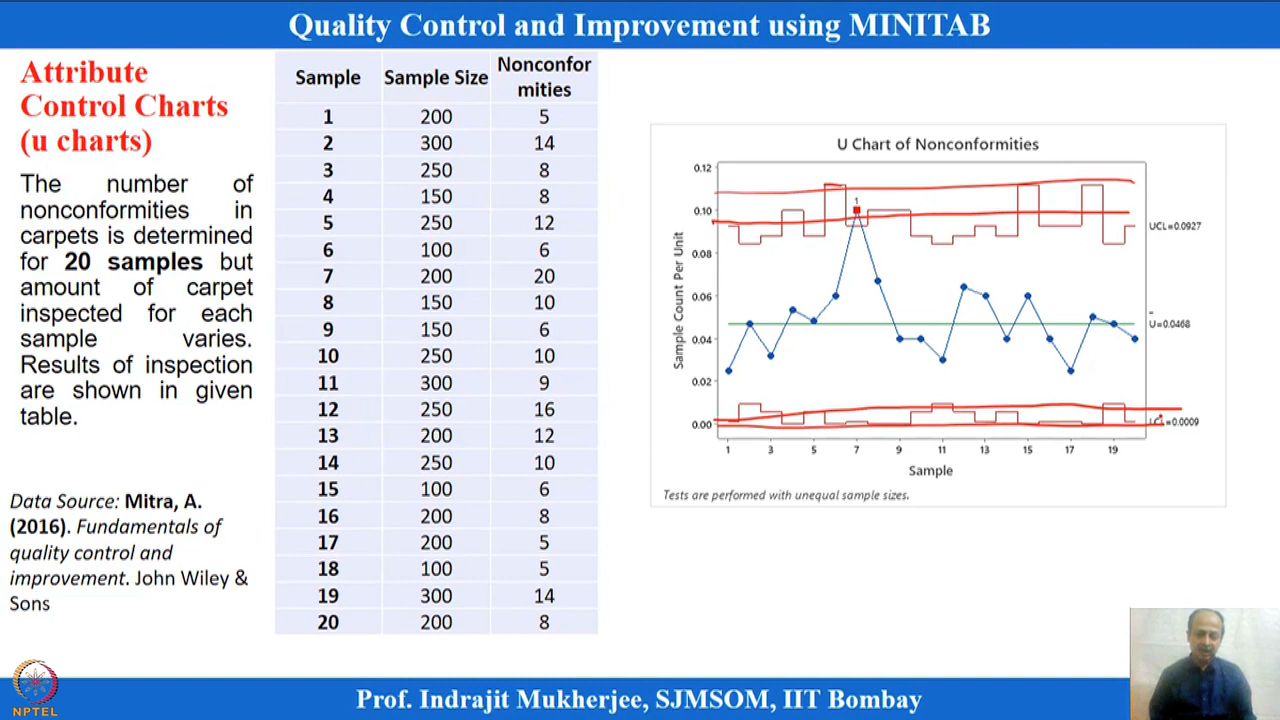 Quality Control and Improvement using MINITAB
Attribute
Control Charts
(u charts)
The number of
nonconformities in
carpets is determined
for 20 samples but
amount of carpet
inspected for each
sample varies.
Results of inspection
are shown in given
table.
Data Source: Mitra, A.
(2016). Fundamentals of
quality control and
improvement. John Wiley &
Sons
Sample Sample Size Nonconfor
mities
1 200 5
2 300 14
3 250 8
4 150 8
5 250 12
6 100 6
7 200 20
8 150 10
9 150 6
10 250 10
11 300 9
12 250 16
13 200 12
14 250 10
15 100 6
16 200 8
17 200 5
18 100 5
19 300 14
20 200 8
U Chart of Nonconformities
Sample Count Per Unit
0.12
0.10
0.08
0.06
0.04
0.02
0.00
1
UCL=0.0927
U=0.0468
LCL=0.0009
1 3 5 7 9 11 13 15 17 19
Sample
Tests are performed with unequal sample sizes.
NPTEL
Prof. Indrajit Mukherjee, SJMSOM, IIT Bombay